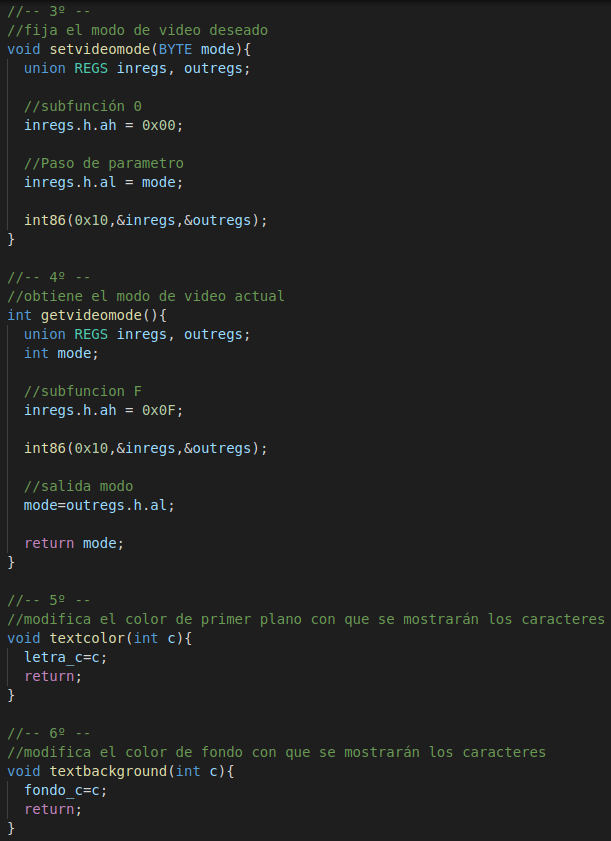 //-- 3º --
//fija el modo de video deseado
void setvideomode(BYTE mode){
  union REGS inregs, outregs;

  //subfunción 0
  inregs.h.ah = 0x00;

  //Paso de parametro
  inregs.h.al = mode;

  int86(0x10,&inregs,&outregs);
}

//-- 4º --
//obtiene el modo de video actual
int getvideomode(){
  union REGS inregs, outregs;
  int mode;

  //subfuncion F
  inregs.h.ah = 0x0F;

  int86(0x10,&inregs,&outregs);

  //salida modo
  mode=outregs.h.al;

  return mode;
}

//-- 5º --
//modifica el color de primer plano con que se mostrarán los caracteres
void textcolor(int c){
  letra_c=c;
  return;
}

//-- 6º --
//modifica el color de fondo con que se mostrarán los caracteres
void textbackground(int c){
  fondo_c=c;
  return;
}